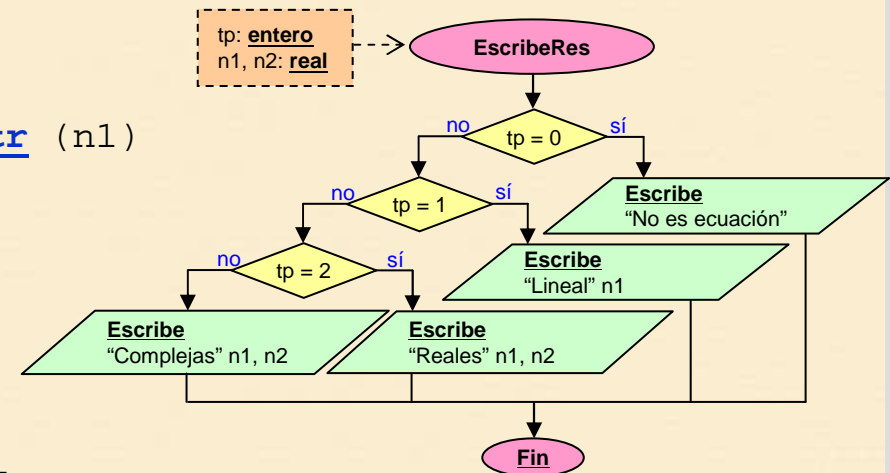 tp: entero
n1, n2: real
EscribeRes
tr (n1)
no
tp = 0
sí
no
tp = 1
sí
Escribe
“No es ecuación”
no
tp = 2
sí
Escribe
“Lineal” n1
Escribe
“Complejas” n1, n2
Escribe
“Reales” n1, n2
Fin